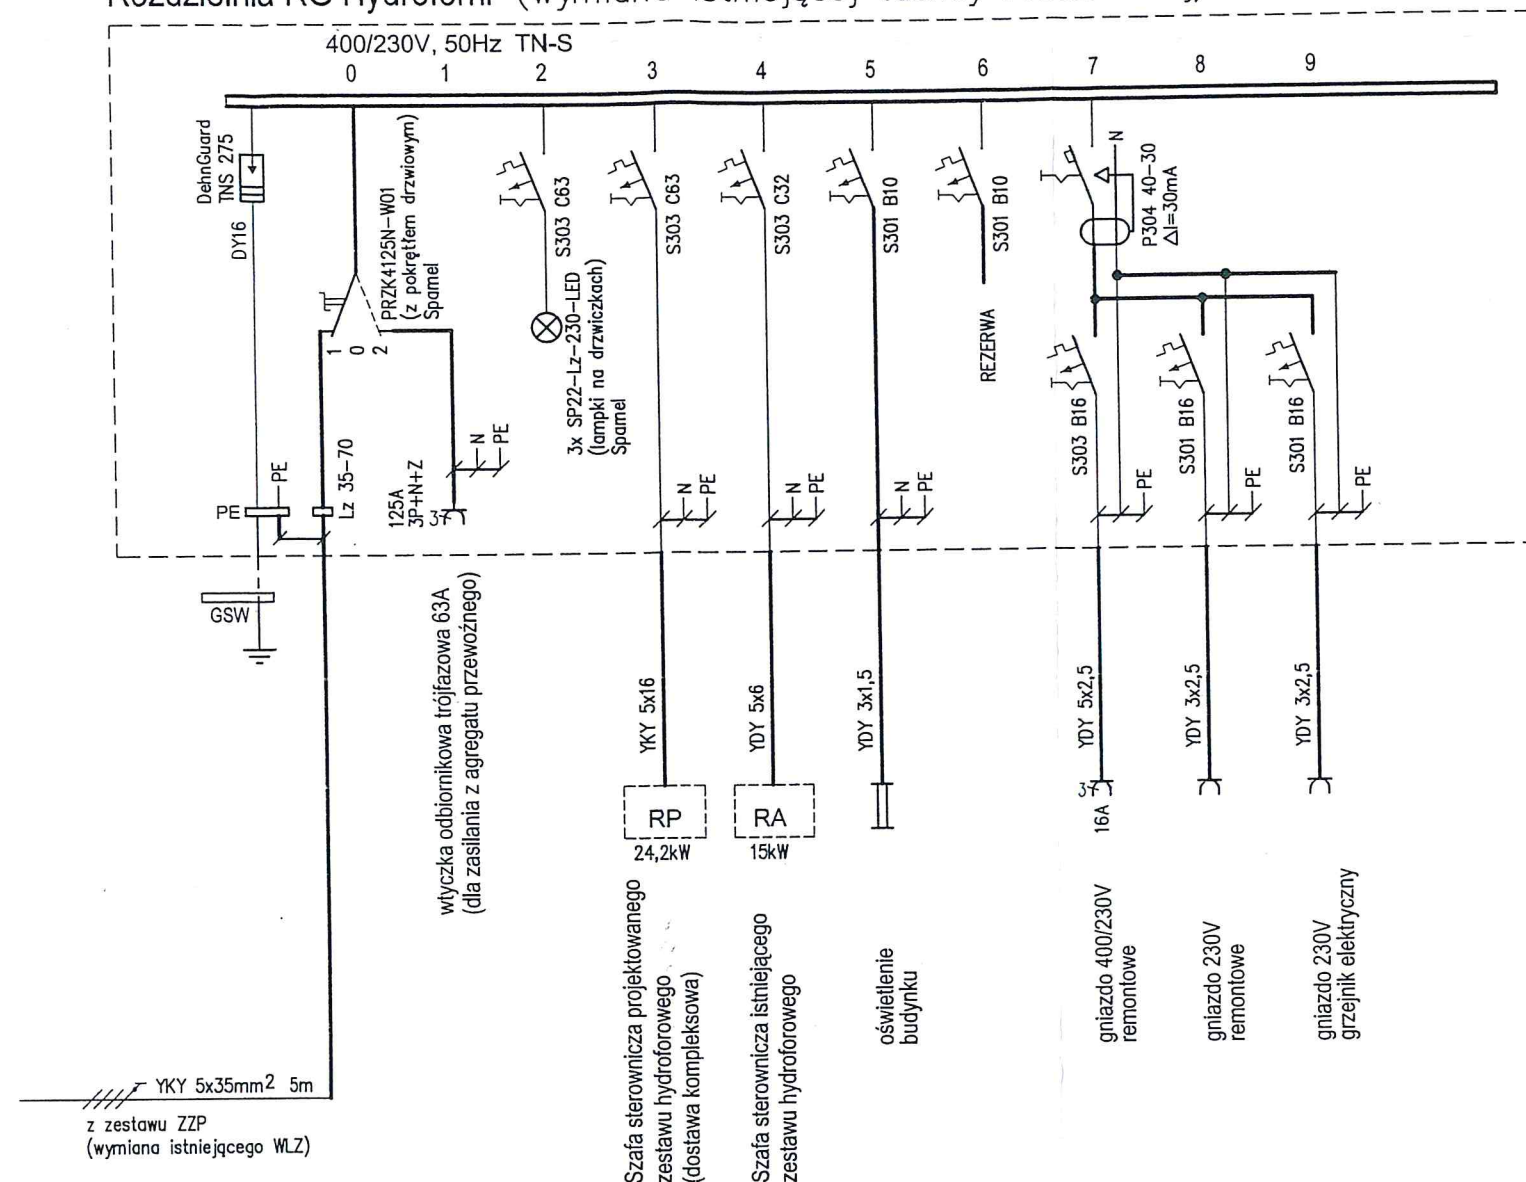 Rozdzielnia RG Hydroforni (wymiana istniejącej
400/230V, 50Hz TN-S
0
1
2
3
4
5
6
7
8
9
DehnGuard
TNS 275
DY16
PE
PE
GSW
PRZK4125N-W01
(z pokrętłem drzwiowym)
Spamel
1
0
2
Lz 35-70
125A
3P+N+Z
3
N
PE
wtyczka odbiornikowa trójfazowa 63A
(dla zasilania z agregatu przewoźnego)
YKY 5x35mm2 5m
z zestawu ZZP
(wymiana istniejącego WLZ)
S303 C63
3x SP22-Lz-230-LED
(lampki na drzwiczkach)
Spamel
S303 C63
N
PE
YKY 5x16
RP
24,2kW
Szafa sterownicza projektowanego
zestawu hydroforowego
(dostawa kompleksowa)
S303 C32
N
PE
YDY 5x6
RA
15kW
Szafa sterownicza istniejącego
zestawu hydroforowego
S301 B10
N
PE
YDY 3x1,5
oświetlenie
budynku
S301 B10
REZERWA
N
P304 40-30
ΔI=30mA
S303 B16
PE
YDY 5x2,5
3
16A
gniazdo 400/230V
remontowe
S301 B16
PE
YDY 3x2,5
gniazdo 230V
remontowe
S301 B16
PE
YDY 3x2,5
gniazdo 230V
grzejnik elektryczny